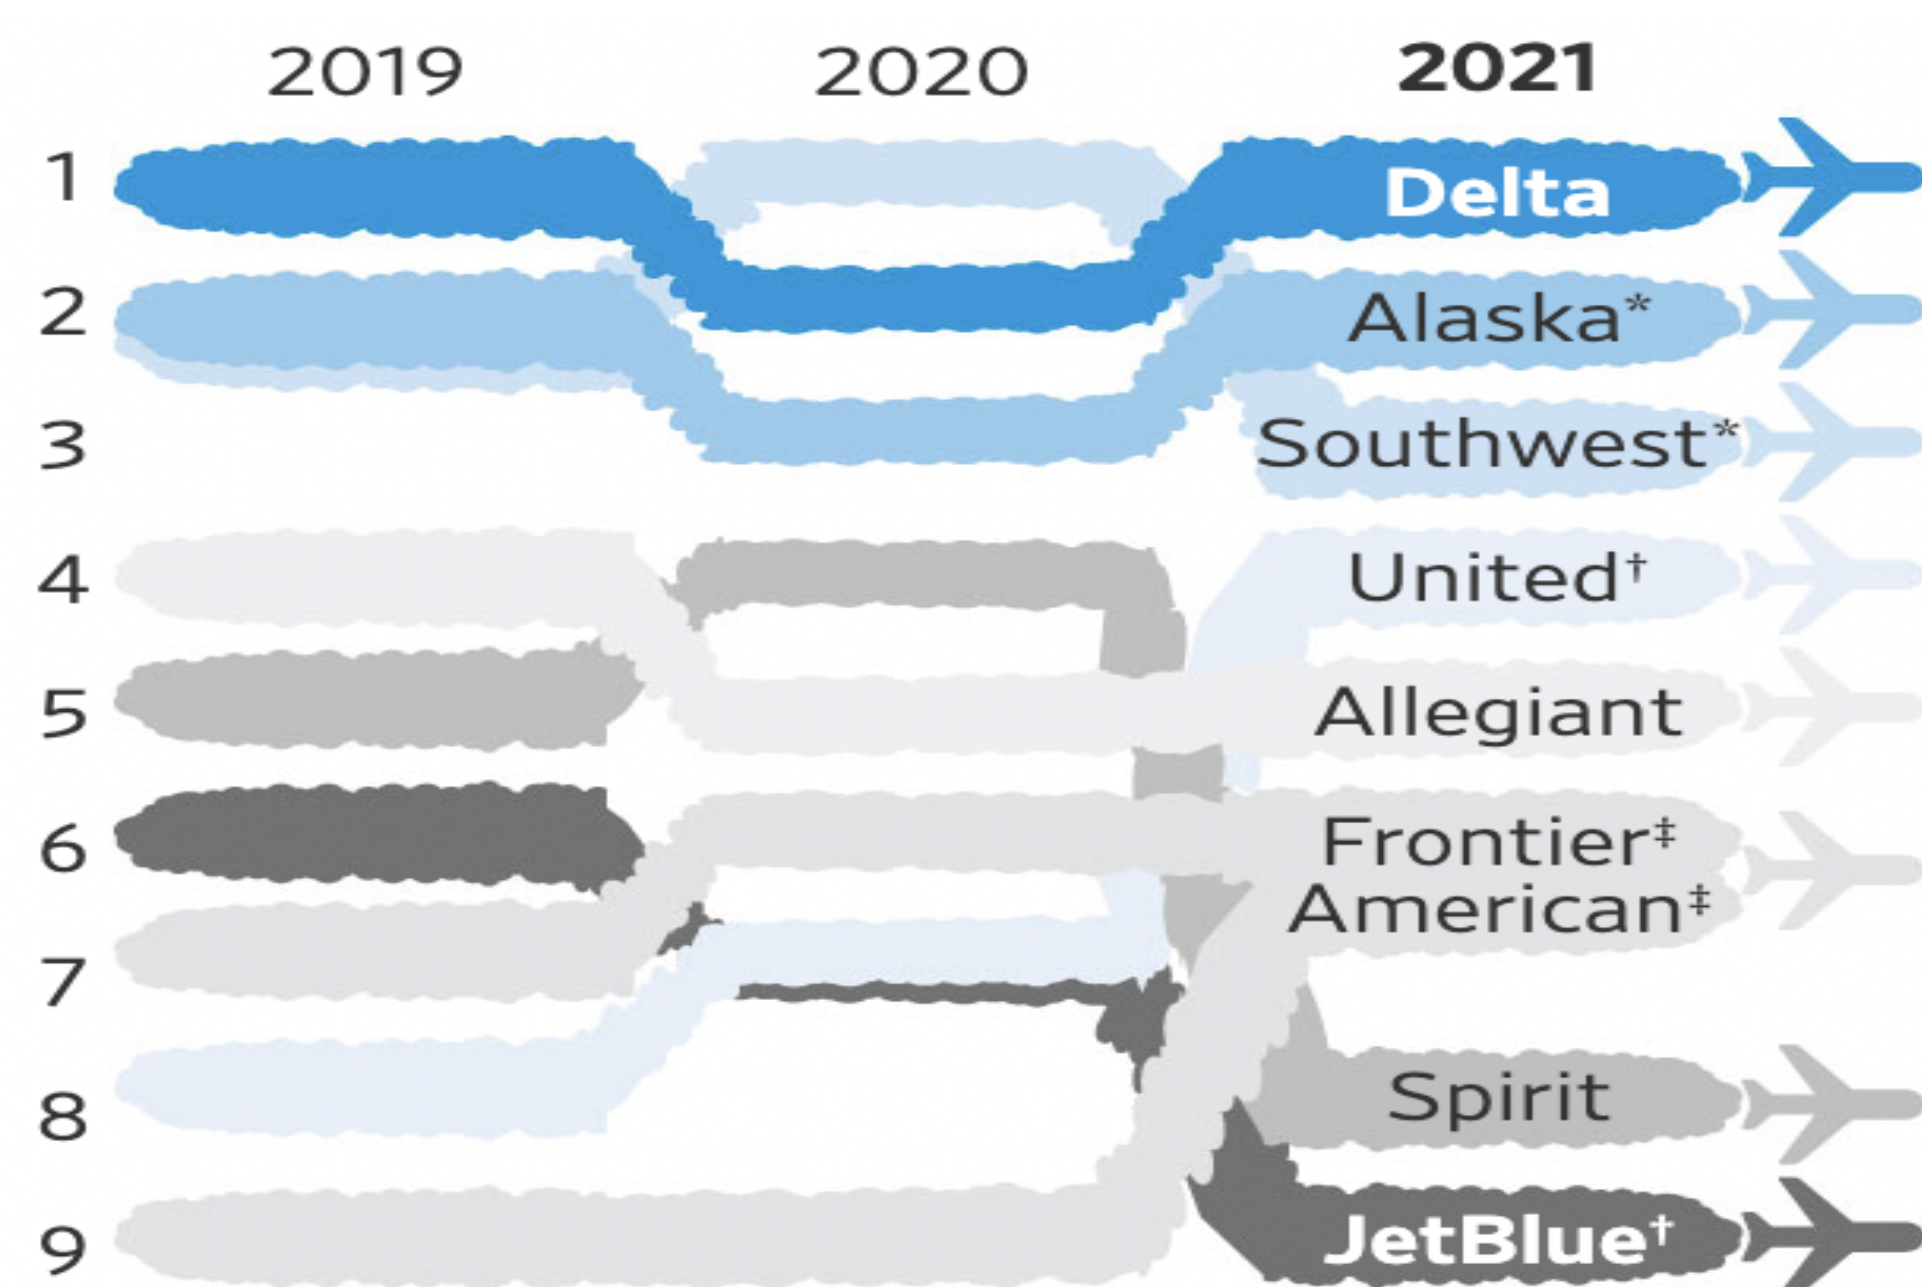 2019 2020 2021
1 Delta
2 Alaska*
3 Southwest*
4 United†
5 Allegiant
6 Frontier‡
American‡
7
8 Spirit
9 JetBlue†